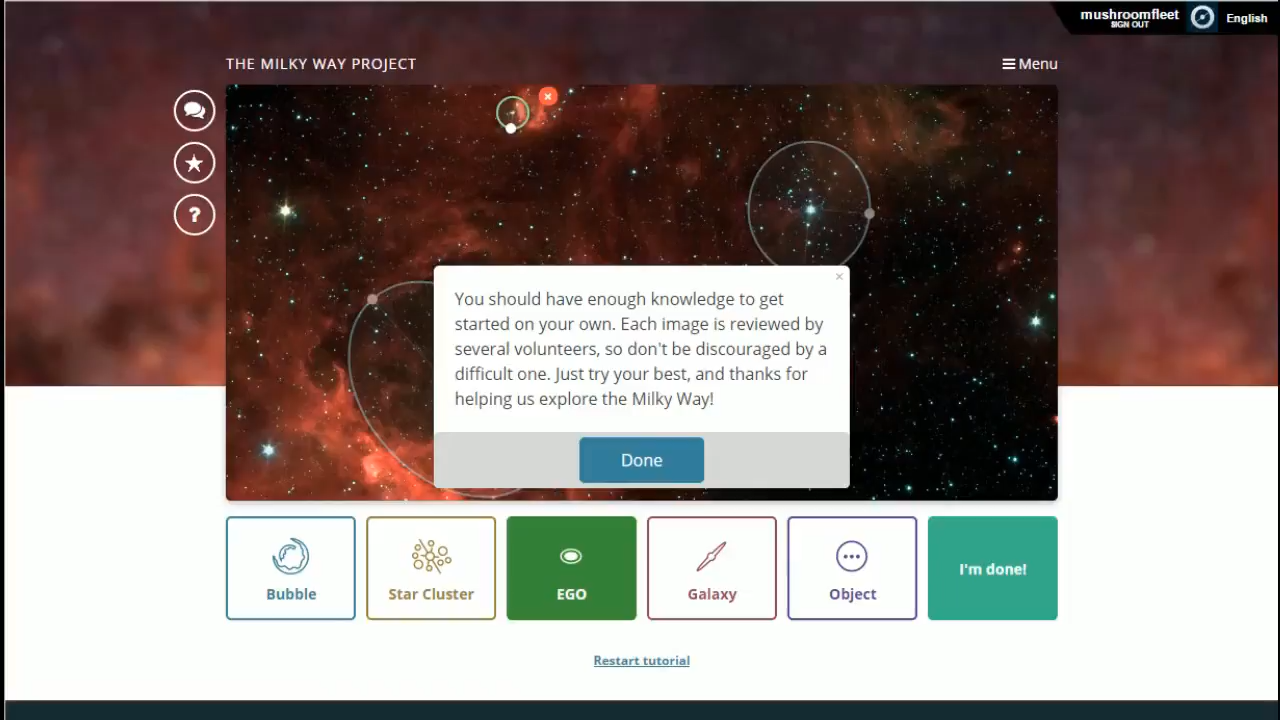 mushroomfleet
SIGN OUT
English
THE MILKY WAY PROJECT
Menu
?
×
You should have enough knowledge to get
started on your own. Each image is reviewed by
several volunteers, so don't be discouraged by a
difficult one. Just try your best, and thanks for
helping us explore the Milky Way!
Done
Bubble
Star Cluster
EGO
Galaxy
Object
I'm done!
Restart tutorial